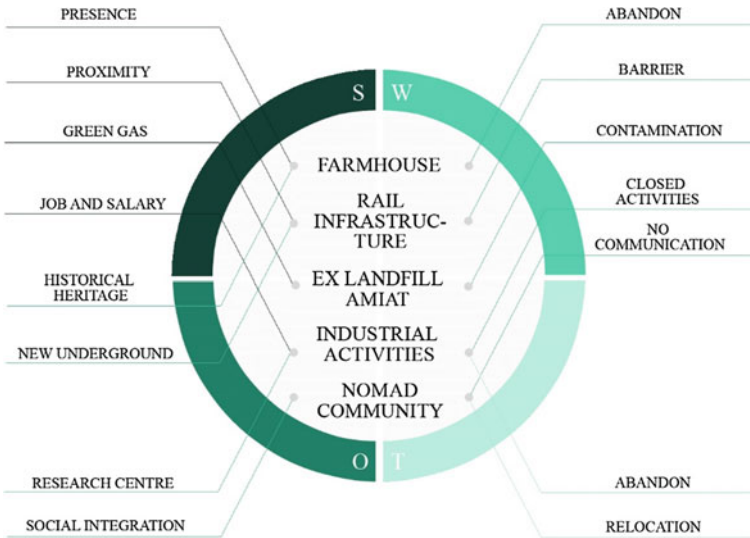 PRESENCE
PROXIMITY
GREEN GAS
JOB AND SALARY
HISTORICAL
HERITAGE
NEW UNDERGROUND
RESEARCH CENTRE
SOCIAL INTEGRATION
S
W
O
T
FARMHOUSE
RAIL
INFRASTRUC-
TURE
EX LANDFILL
AMIAT
INDUSTRIAL
ACTIVITIES
NOMAD
COMMUNITY
ABANDON
BARRIER
CONTAMINATION
CLOSED
ACTIVITIES
NO
COMMUNICATION
ABANDON
RELOCATION